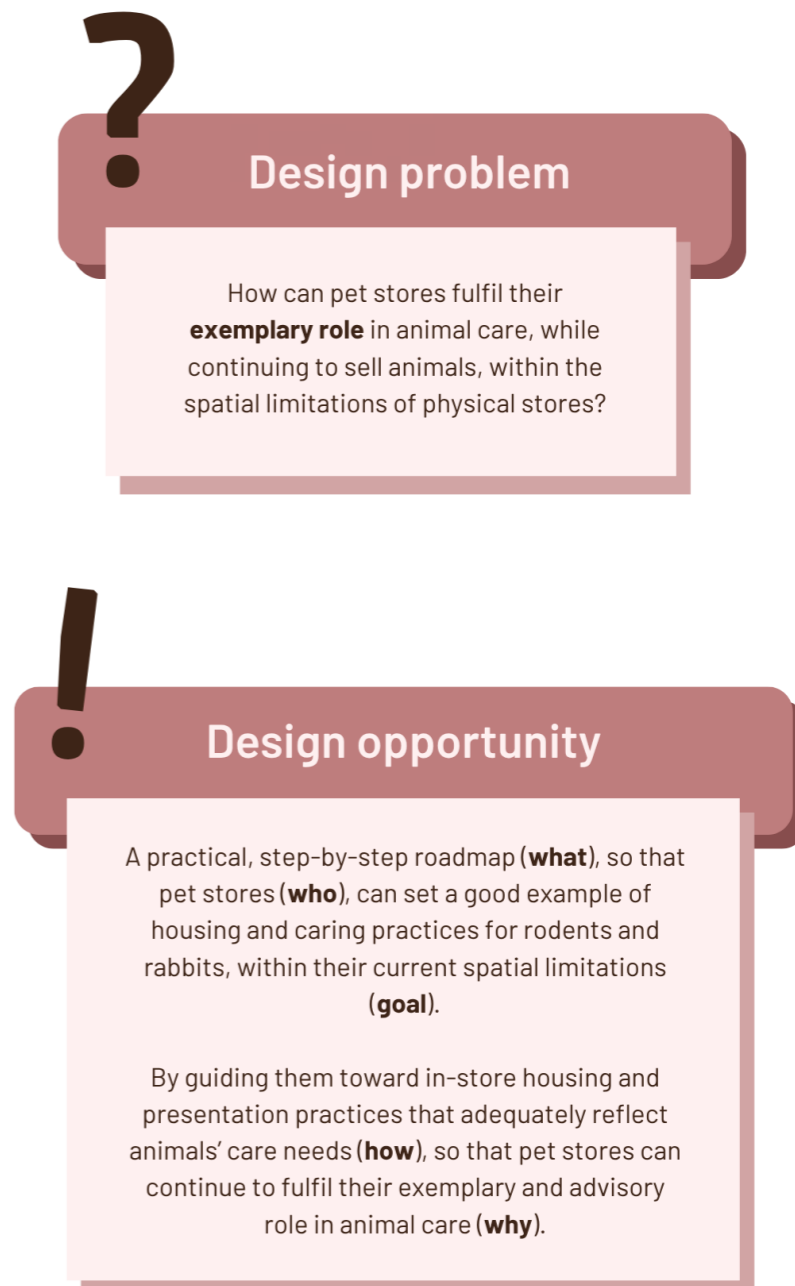 ?
Design problem
How can pet stores fulfil their
exemplary role in animal care, while
continuing to sell animals, within the
spatial limitations of physical stores?
!
Design opportunity
A practical, step-by-step roadmap (what), so that
pet stores (who), can set a good example of
housing and caring practices for rodents and
rabbits, within their current spatial limitations
(goal).
By guiding them toward in-store housing and
presentation practices that adequately reflect
animals’ care needs (how), so that pet stores can
continue to fulfil their exemplary and advisory
role in animal care (why).